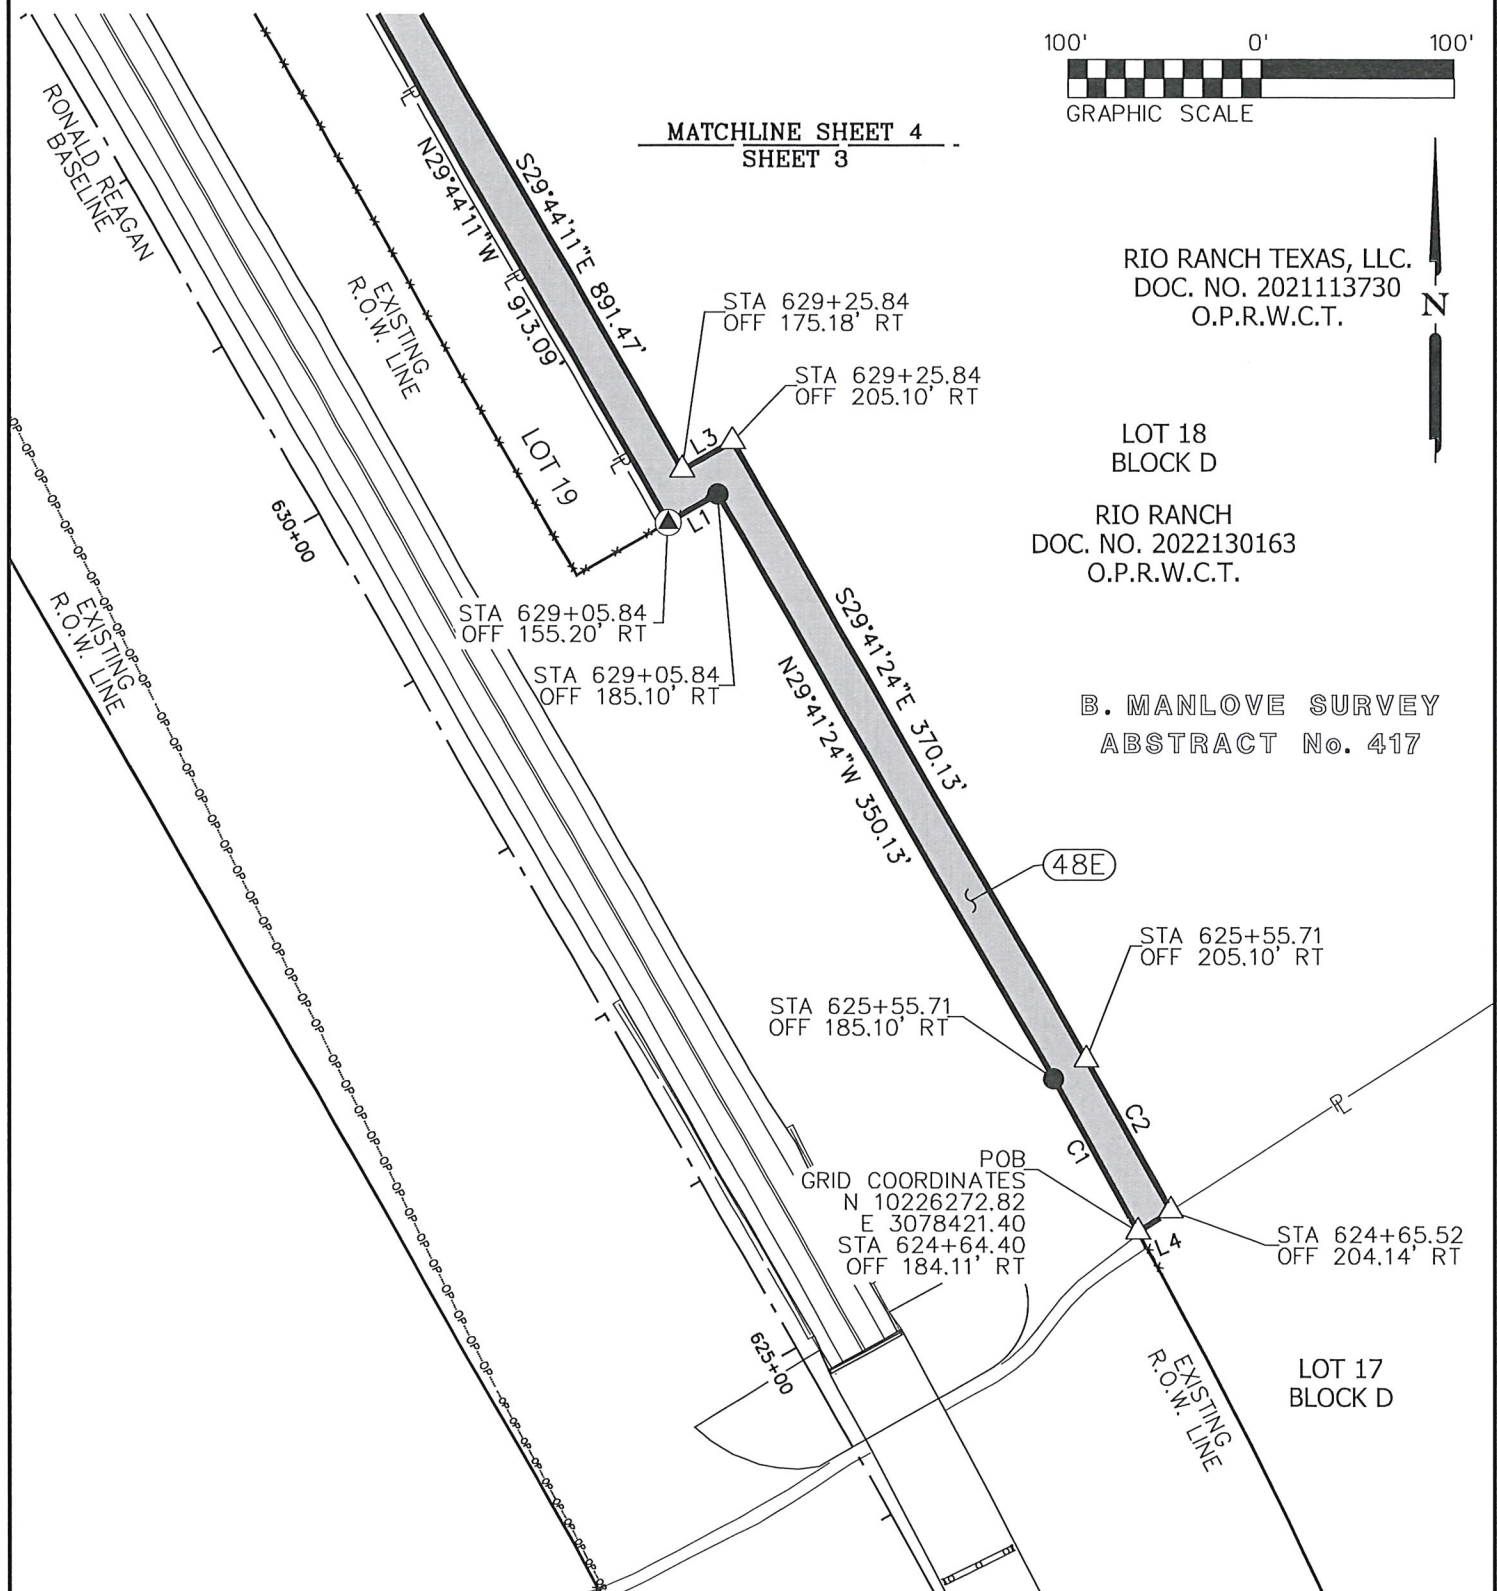 100' 0' 100'
GRAPHIC SCALE
MATCHLINE SHEET 4
SHEET 3
RONALD REAGAN
BASELINE
N29°44'11"W 913.09'
S29°44'11"E 891.47'
EXISTING
R.O.W. LINE
RIO RANCH TEXAS, LLC.
DOC. NO. 2021113730
O.P.R.W.C.T.
N
STA 629+25.84
OFF 175.18' RT
STA 629+25.84
OFF 205.10' RT
LOT 18
BLOCK D
RIO RANCH
DOC. NO. 2022130163
O.P.R.W.C.T.
LOT 19
L3
L1
630+00
EXISTING
R.O.W. LINE
STA 629+05.84
OFF 155.20' RT
STA 629+05.84
OFF 185.10' RT
S29°41'24"E 370.13'
N29°41'24"W 350.13'
B. MANLOVE SURVEY
ABSTRACT No. 417
48E
STA 625+55.71
OFF 205.10' RT
STA 625+55.71
OFF 185.10' RT
C2
C1
POB
GRID COORDINATES
N 10226272.82
E 3078421.40
STA 624+64.40
OFF 184.11' RT
L4
STA 624+65.52
OFF 204.14' RT
625+00
EXISTING
R.O.W. LINE
LOT 17
BLOCK D